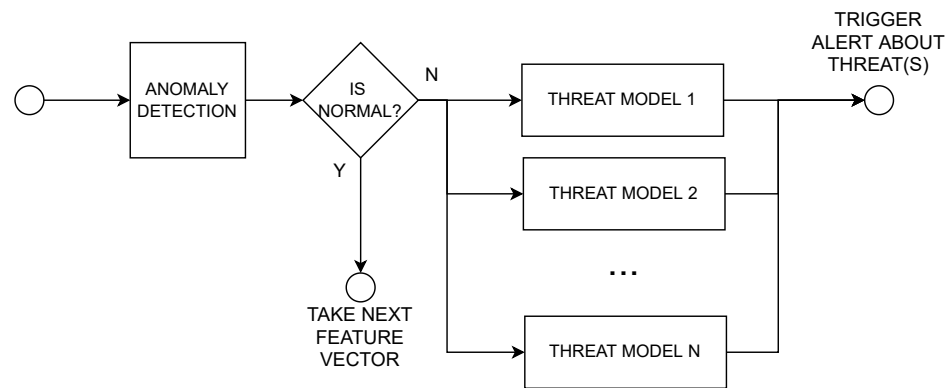 ANOMALY
DETECTION
IS
NORMAL?
N
Y
TAKE NEXT
FEATURE
VECTOR
THREAT MODEL 1
THREAT MODEL 2
...
THREAT MODEL N
TRIGGER
ALERT ABOUT
THREAT(S)